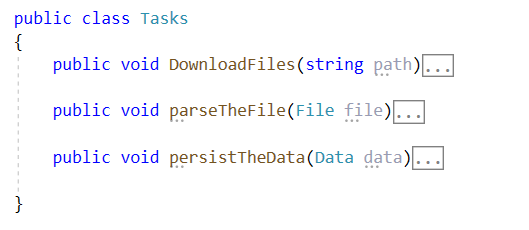 public class Tasks
{
public void DownloadFiles(string path)...
public void parseTheFile(File file)...
public void persistTheData(Data data)...
}